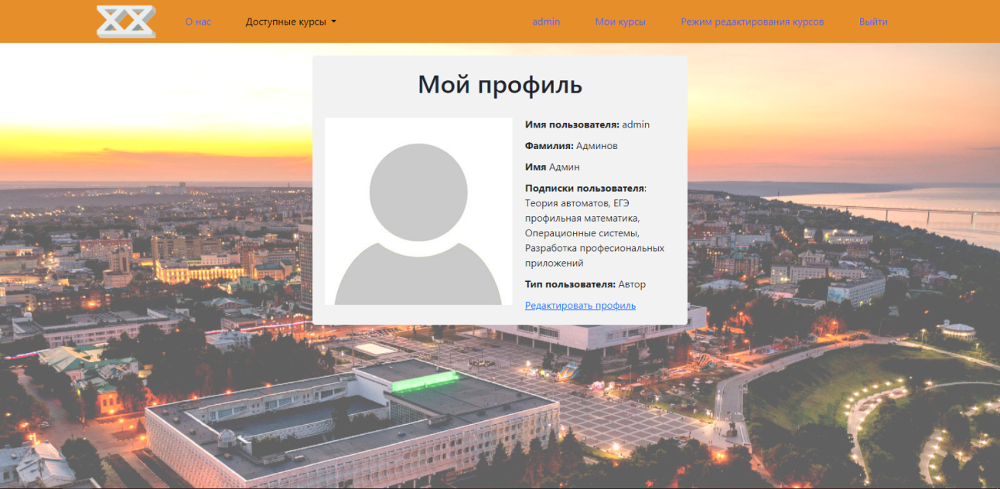 О нас Доступные курсы admin Мои курсы Режим редактирования курсов Выйти
Мой профиль
Имя пользователя: admin
Фамилия: Админов
Имя Админ
Подписки пользователя:
Теория автоматов, ЕГЭ
профильная математика,
Операционные системы,
Разработка професиональных
приложений
Тип пользователя: Автор
Редактировать профиль